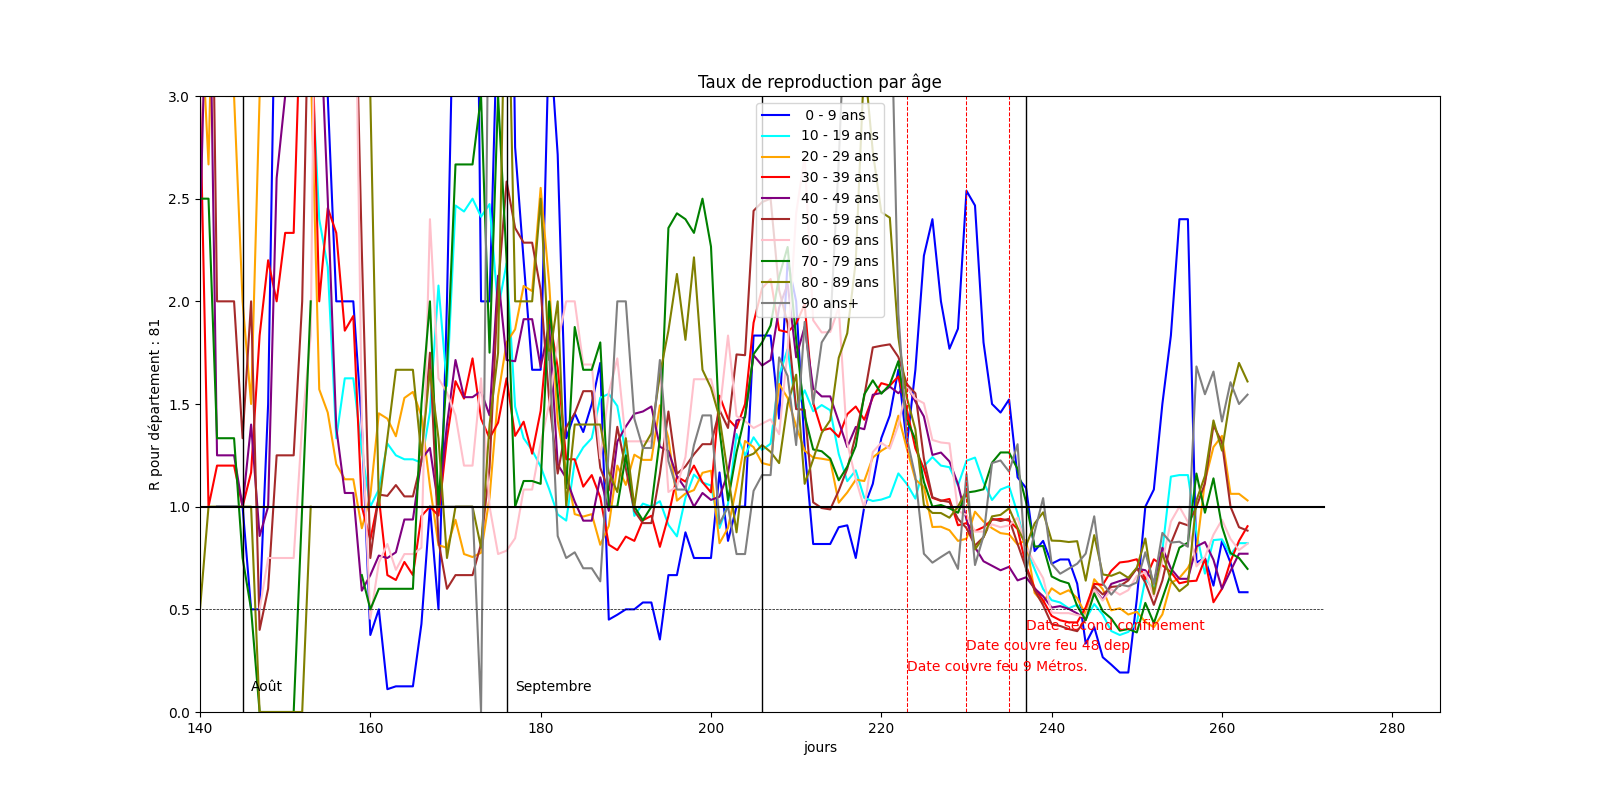 Taux de reproduction par âge
3.0
2.5
2.0
1.5
1.0
0.5
0.0
R pour département : 81
0 - 9 ans
10 - 19 ans
20 - 29 ans
30 - 39 ans
40 - 49 ans
50 - 59 ans
60 - 69 ans
70 - 79 ans
80 - 89 ans
90 ans+
Date second confinement
Date couvre feu 48 dep
Date couvre feu 9 Métros.
Août
Septembre
140
160
180
200
220
240
260
280
jours